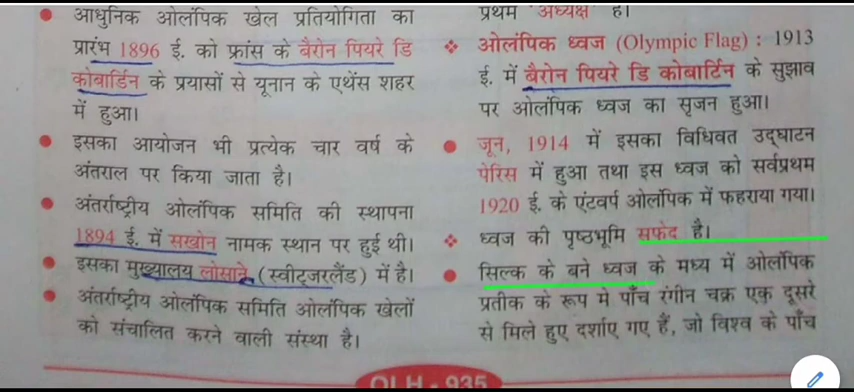 आधुनिक ओलंपिक खेल प्रतियोगिता का
प्रारंभ 1896 ई. को फ्रांस के बैरोन पियरे डि
कोबार्डिन के प्रयासों से यूनान के एथेंस शहर
में हुआ।
इसका आयोजन भी प्रत्येक चार वर्ष के
अंतराल पर किया जाता है।
अंतर्राष्ट्रीय ओलंपिक समिति की स्थापना
1894 ई. में सखोन नामक स्थान पर हुई थी।
इसका मुख्यालय लोसाने (स्वीट्जरलैंड) में है।
अंतर्राष्ट्रीय ओलंपिक समिति ओलंपिक खेलों
को संचालित करने वाली संस्था है।
प्रथम अध्यक्ष है।
ओलंपिक ध्वज (Olympic Flag) : 1913
ई. में बैरोन पियरे डि कोबार्टिन के सुझाव
पर ओलंपिक ध्वज का सृजन हुआ।
जून, 1914 में इसका विधिवत उद्घाटन
पेरिस में हुआ तथा इस ध्वज को सर्वप्रथम
1920 ई. के एंटवर्प ओलंपिक में फहराया गया।
ध्वज की पृष्ठभूमि सफेद है।
सिल्क के बने ध्वज के मध्य में ओलंपिक
प्रतीक के रूप मे पाँच रंगीन चक्र एक दूसरे
से मिले हुए दर्शाए गए हैं, जो विश्व के पाँच
OLH - 935